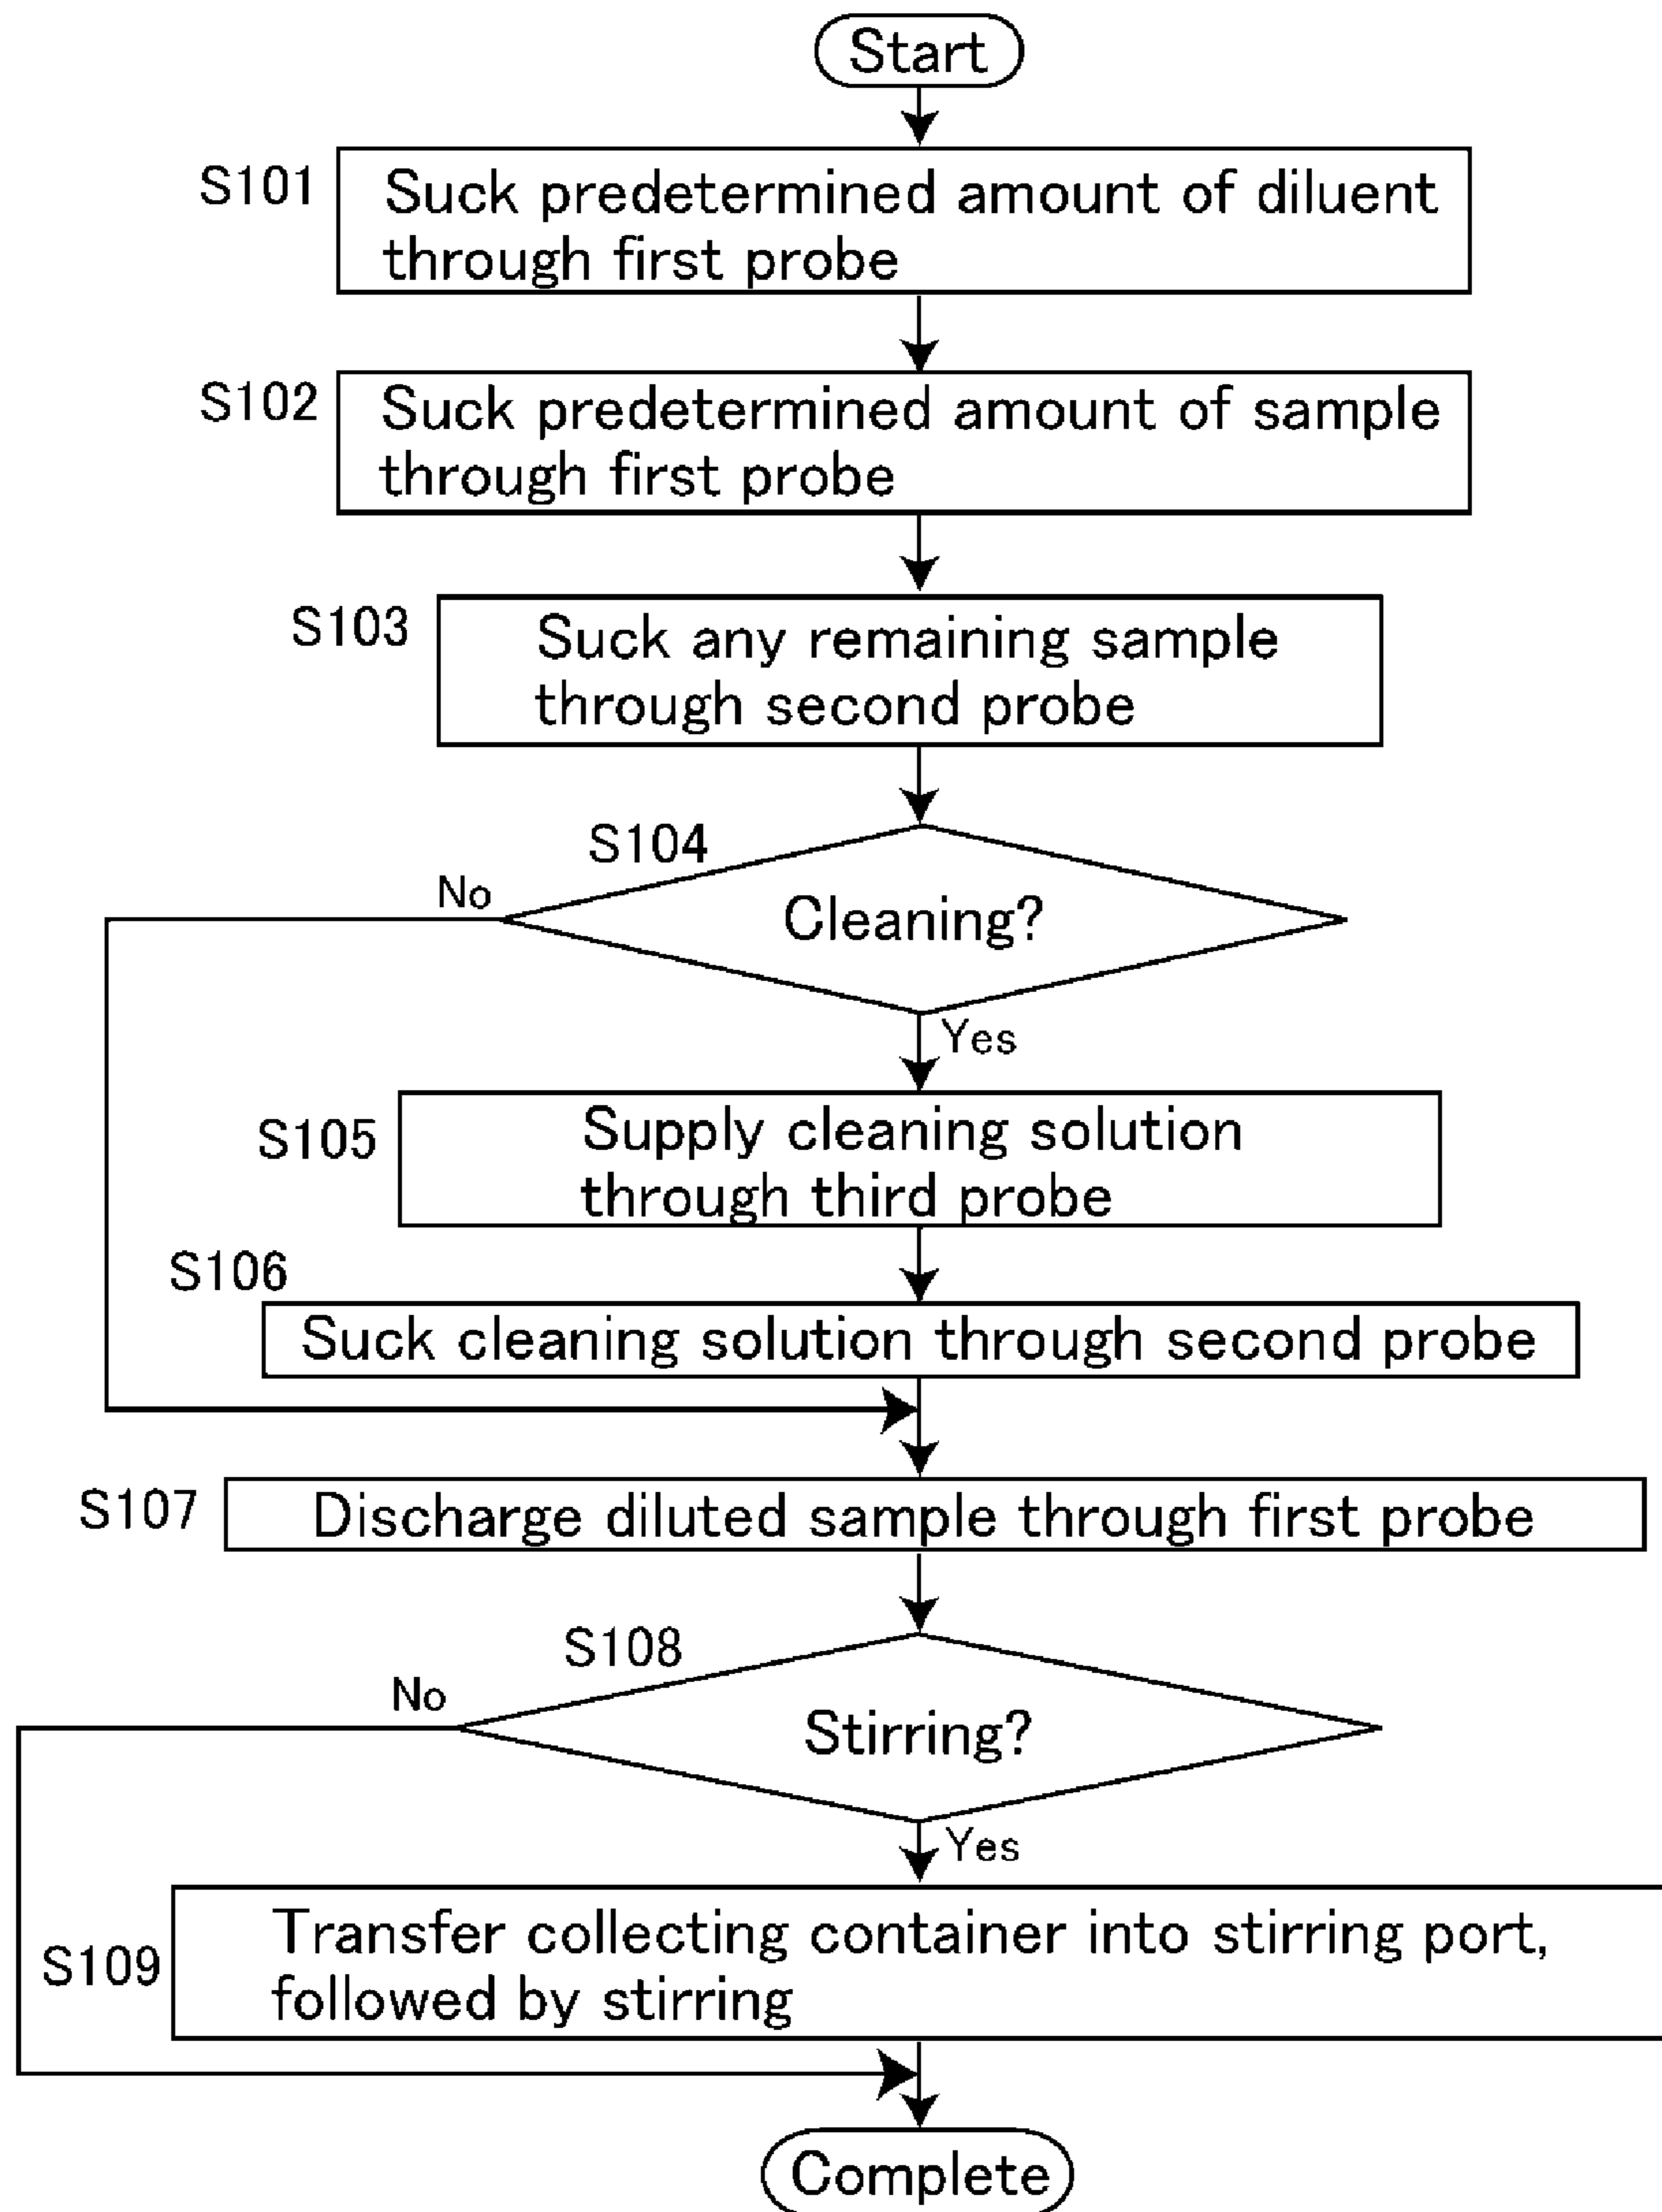 Start
S101
Suck predetermined amount of diluent
through first probe
S102
Suck predetermined amount of sample
through first probe
S103
Suck any remaining sample
through second probe
S104
No
Cleaning?
Yes
S105
Supply cleaning solution
through third probe
S106
Suck cleaning solution through second probe
S107
Discharge diluted sample through first probe
S108
No
Stirring?
Yes
S109
Transfer collecting container into stirring port,
followed by stirring
Complete